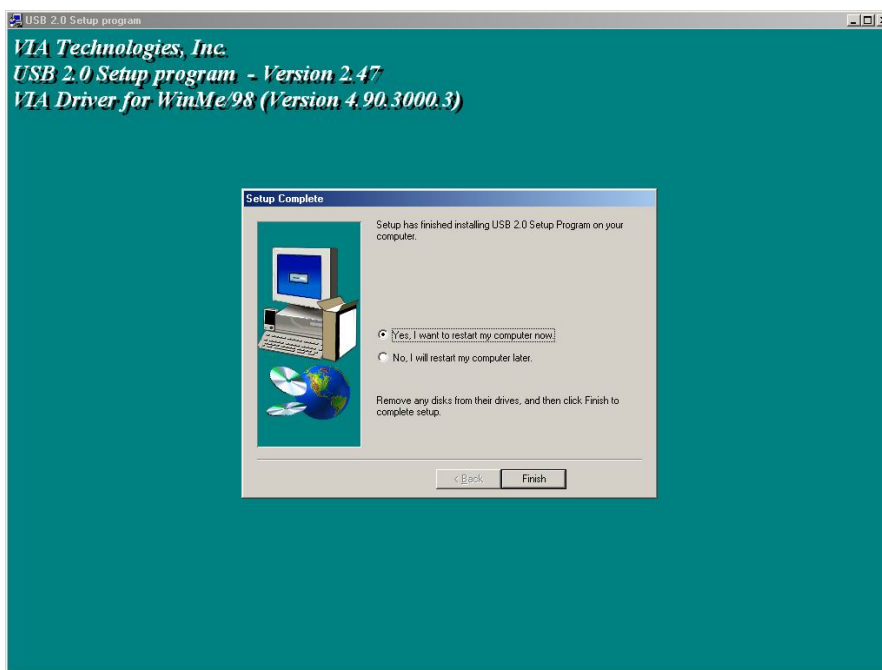 USB 2.0 Setup program
VIA Technologies, Inc.
USB 2.0 Setup program - Version 2.47
VIA Driver for WinMe/98 (Version 4.90.3000.3)
Setup Complete
Setup has finished installing USB 2.0 Setup Program on your
computer.
Yes, I want to restart my computer now.
No, I will restart my computer later.
Remove any disks from their drives, and then click Finish to
complete setup.
< Back
Finish